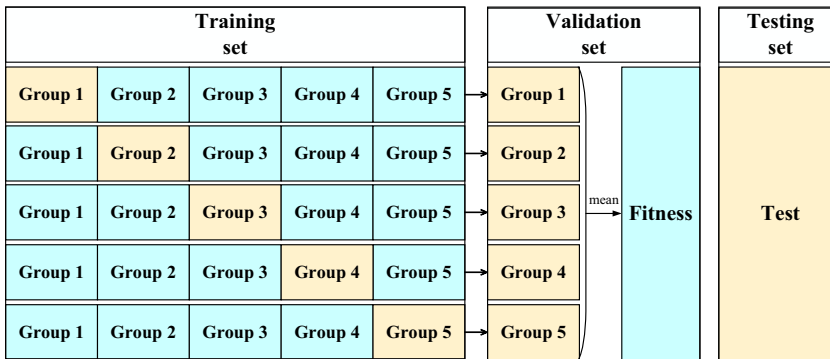 Training
set
Validation
set
Testing
set
Group 1 Group 2 Group 3 Group 4 Group 5 Group 1
Group 1 Group 2 Group 3 Group 4 Group 5 Group 2
Group 1 Group 2 Group 3 Group 4 Group 5 Group 3 mean Fitness Test
Group 1 Group 2 Group 3 Group 4 Group 5 Group 4
Group 1 Group 2 Group 3 Group 4 Group 5 Group 5